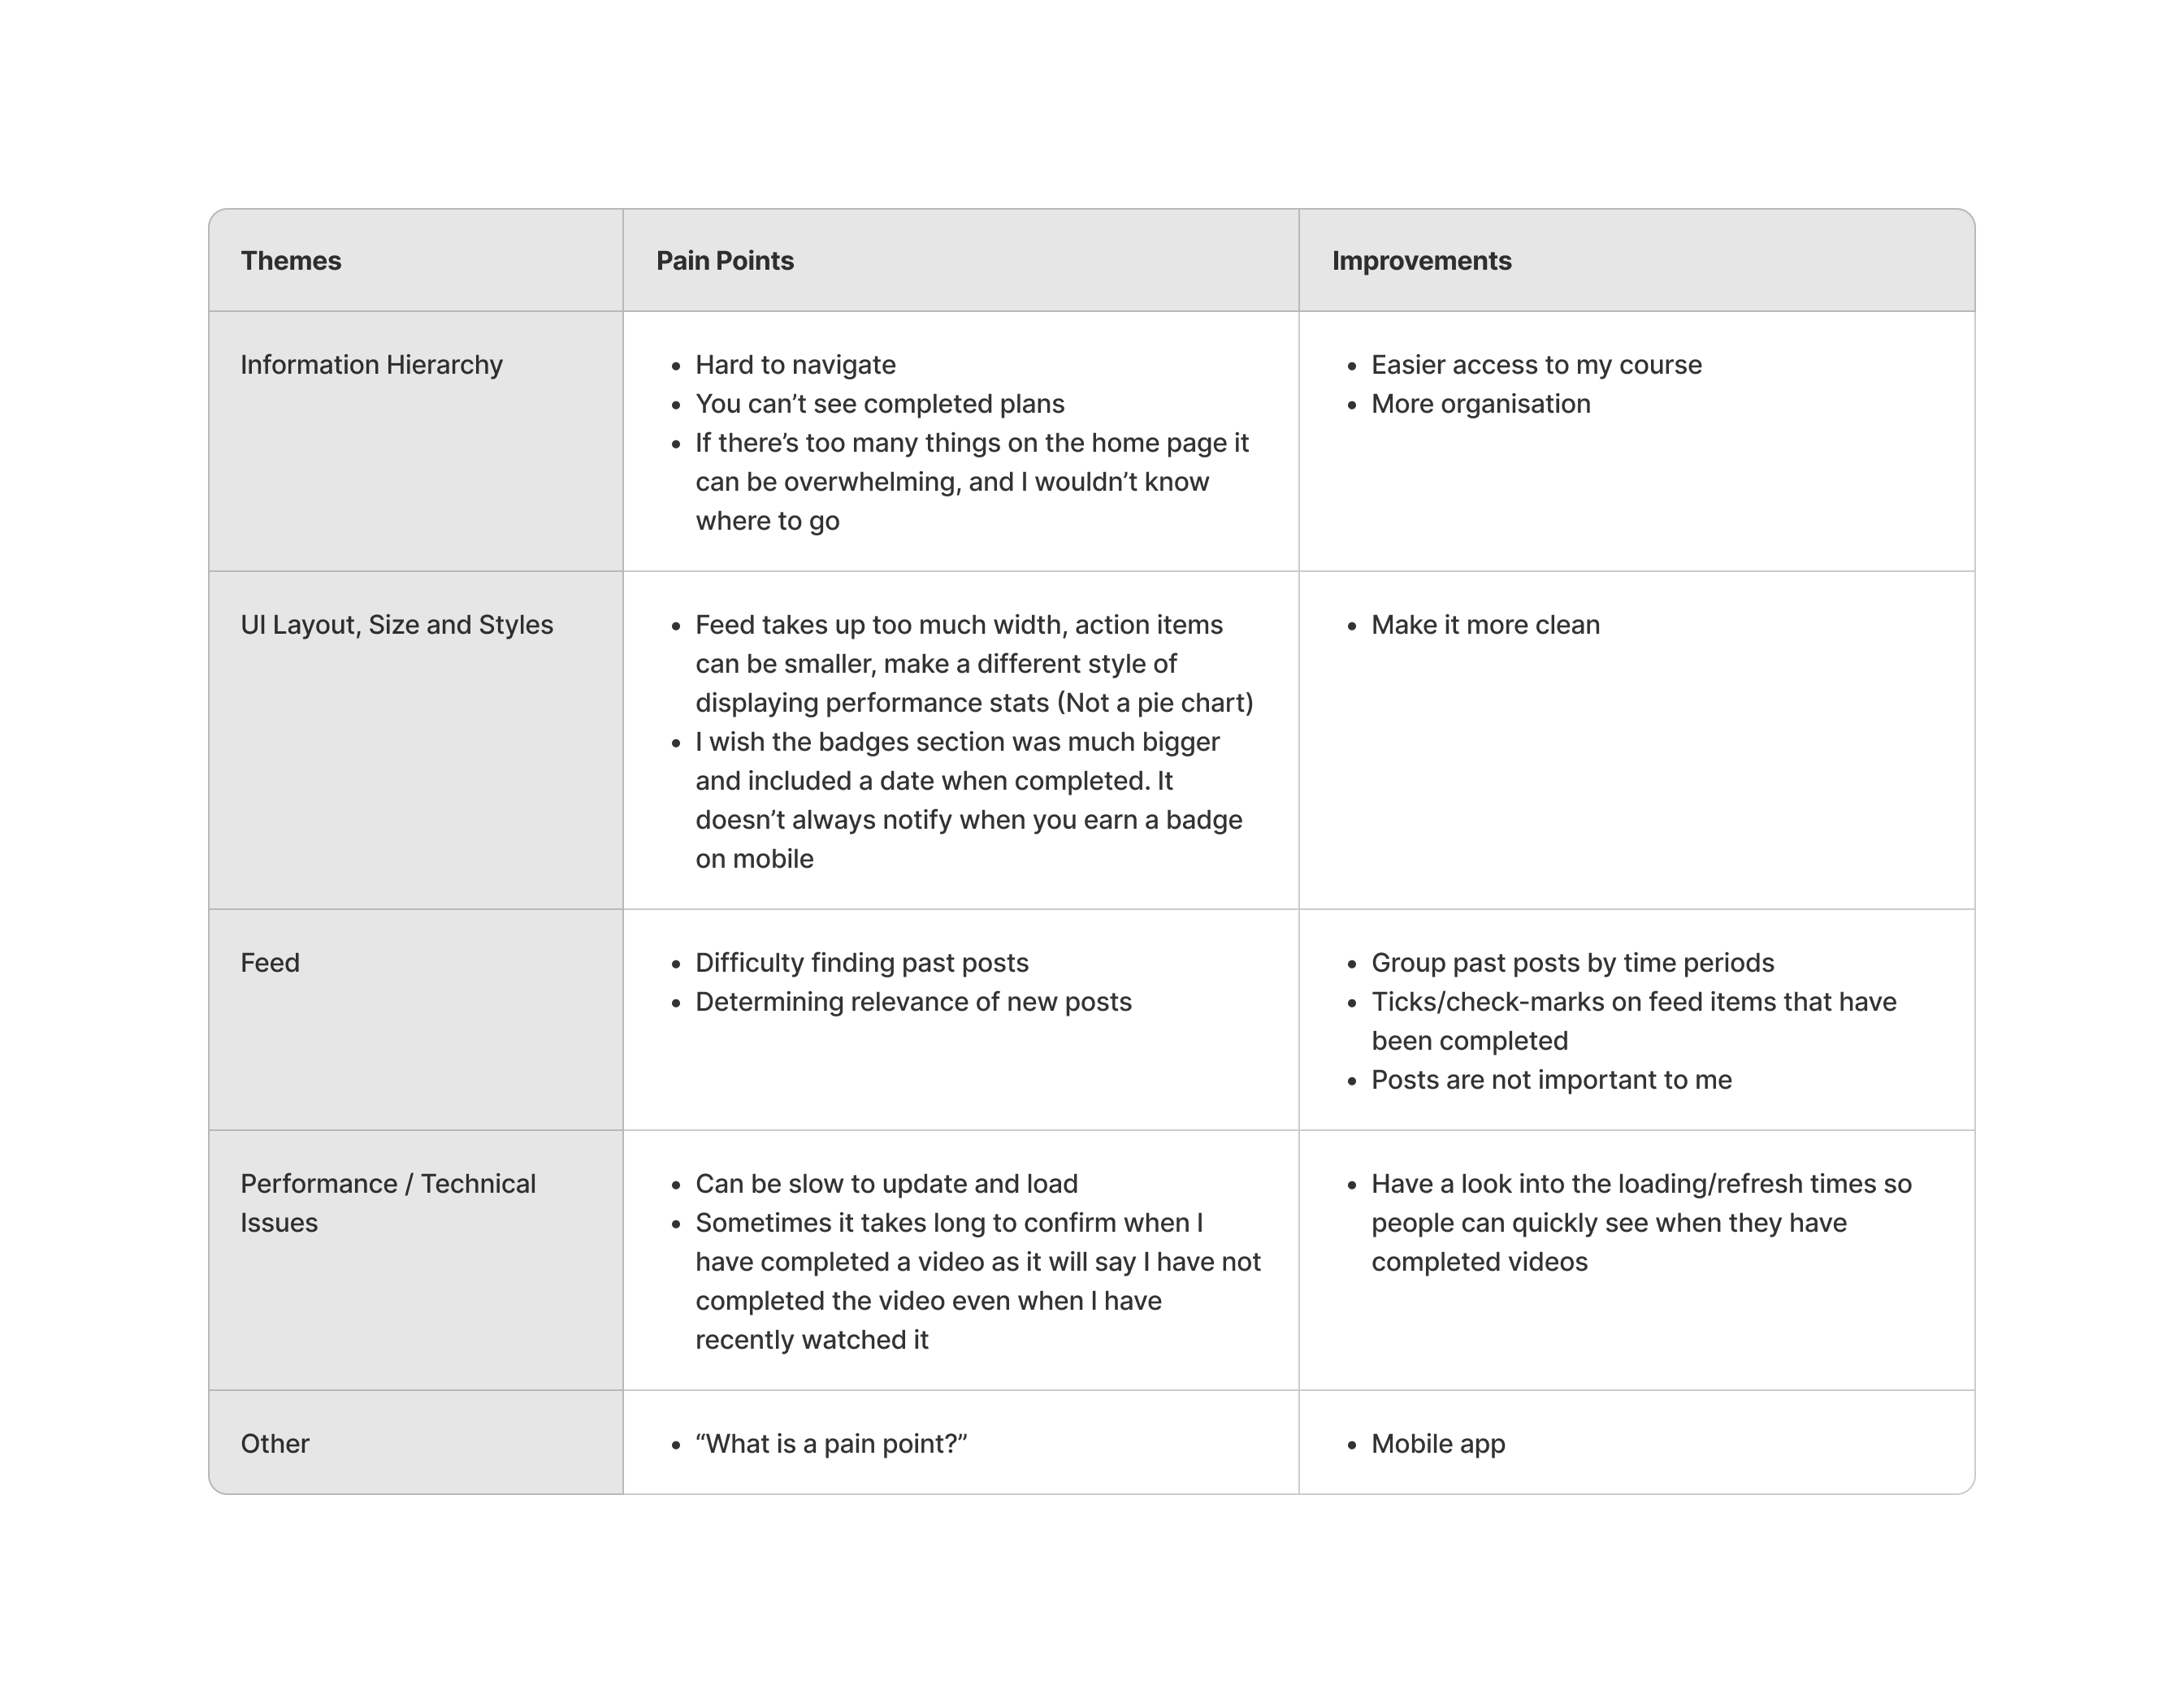 Themes
Pain Points
Improvements
Information Hierarchy
• Hard to navigate
• You can’t see completed plans
• If there’s too many things on the home page it
can be overwhelming, and I wouldn’t know
where to go
• Easier access to my course
• More organisation
UI Layout, Size and Styles
• Feed takes up too much width, action items
can be smaller, make a different style of
displaying performance stats (Not a pie chart)
• I wish the badges section was much bigger
and included a date when completed. It
doesn’t always notify when you earn a badge
on mobile
• Make it more clean
Feed
• Difficulty finding past posts
• Determining relevance of new posts
• Group past posts by time periods
• Ticks/check-marks on feed items that have
been completed
• Posts are not important to me
Performance / Technical
Issues
• Can be slow to update and load
• Sometimes it takes long to confirm when I
have completed a video as it will say I have not
completed the video even when I have
recently watched it
• Have a look into the loading/refresh times so
people can quickly see when they have
completed videos
Other
• “What is a pain point?”
• Mobile app